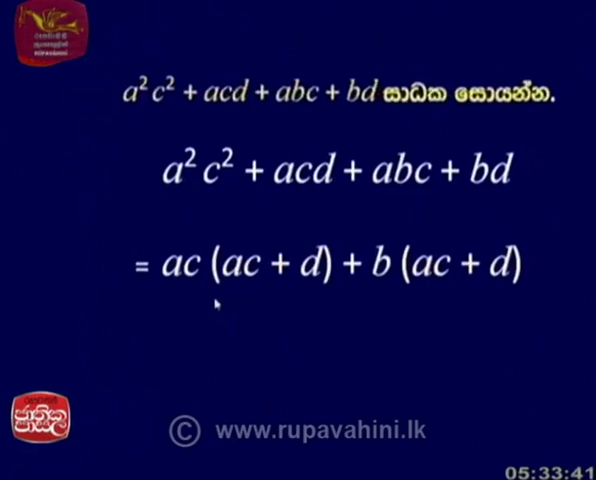 a² c² + acd + abc + bd සාධක සොයන්න.
a² c² + acd + abc + bd
= ac (ac + d) + b (ac + d)
ජාතික
පාසල
© www.rupavahini.lk
05:33:41